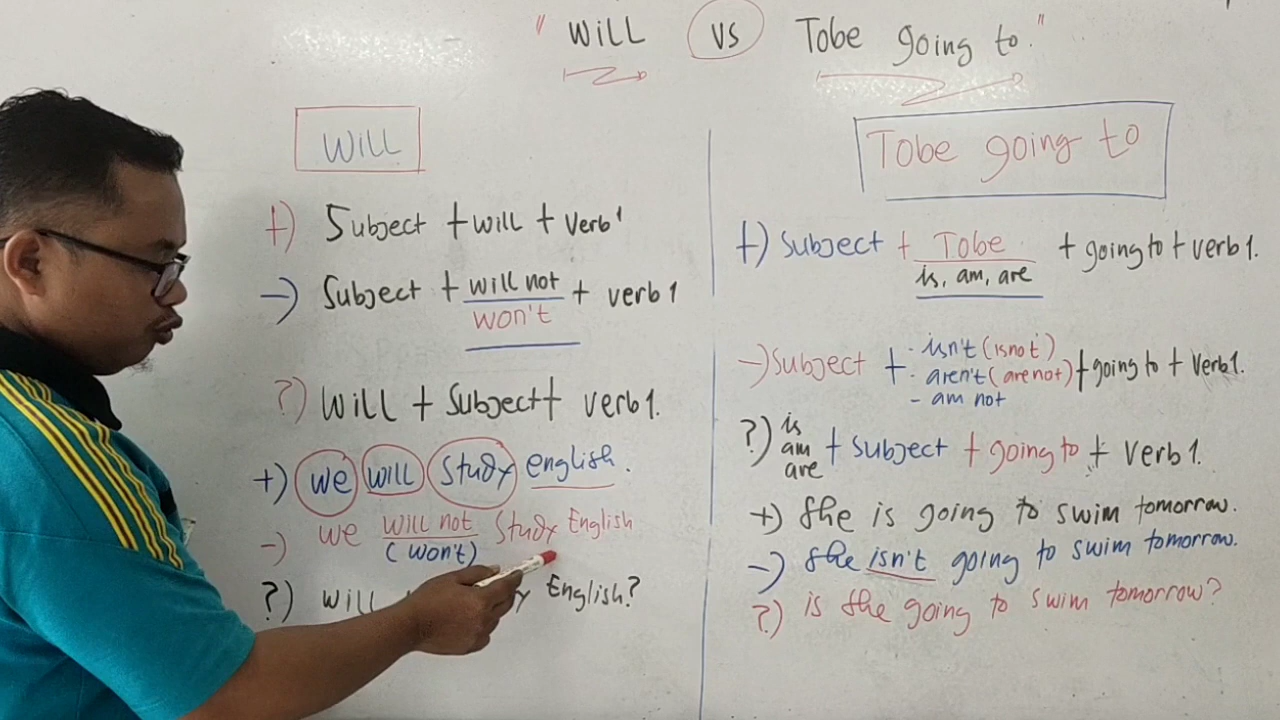 "WiLL vs Tobe going to."
WiLL
+) Subject + will + verb¹
-) Subject + will not + verb 1
won't
?) Will + Subject + verb 1.
+) we will study english.
-) we will not study English
(won't)
?) will English?
Tobe going to
+) Subject + Tobe + going to + verb 1.
is, am, are
-) Subject + - isn't (is not) + going to + verb 1.
- aren't (are not)
- am not
?) is + subject + going to + verb 1.
am
are
+) She is going to swim tomorrow.
-) She isn't going to swim tomorrow.
?) is she going to swim tomorrow?